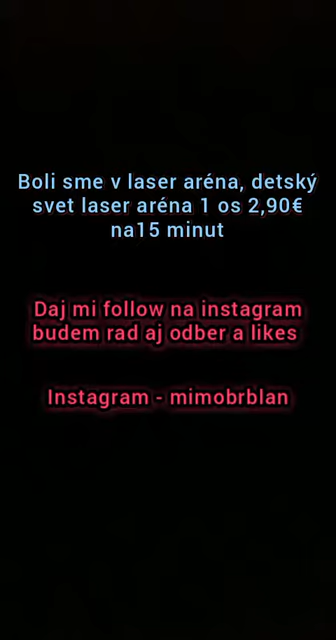 Boli sme v laser aréna, detský
svet laser aréna 1 os 2,90€
na15 minut
Daj mi follow na instagram
budem rad aj odber a likes
Instagram - mimobrblan